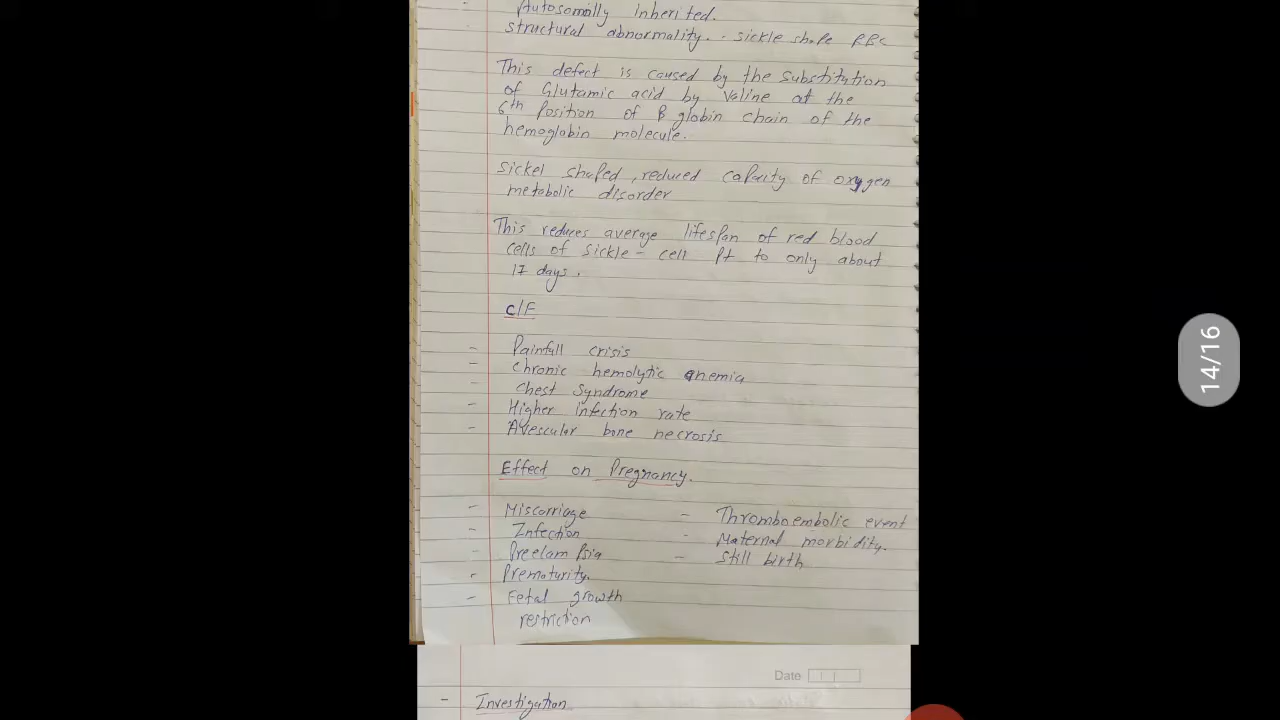 - Autosomally inherited.
structural abnormality. - sickle shape RBC
This defect is caused by the substitution
of Glutamic acid by Valine at the
6th Position of B globin chain of the
hemoglobin molecule.
Sickel shaped, reduced capacity of oxygen
metabolic disorder
This reduces average lifespan of red blood
cells of sickle - cell Pt to only about
17 days.
C/F
- Painfull crisis
- Chronic hemolytic anemia
- Chest Syndrome
- Higher infection rate
- Avescular bone necrosis
Effect on Pregnancy.
- Miscarriage
- Infection
- Preelampsia
- Prematurity.
- Fetal growth
restriction
- Thromboembolic event
- Maternal morbidity.
- Still birth
Date
- Investigation
14/16